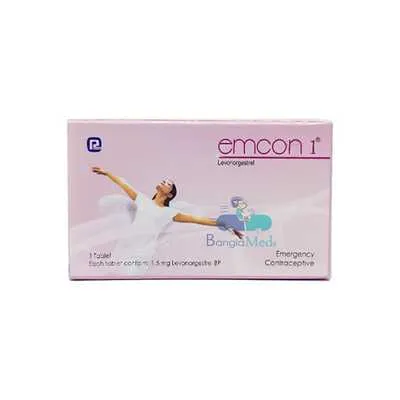 emcon 1®
Levonorgestrel
BanglaMeds
1 Tablet
Each tablet contains 1.5 mg Levonorgestrel BP
Emergency
Contraceptive